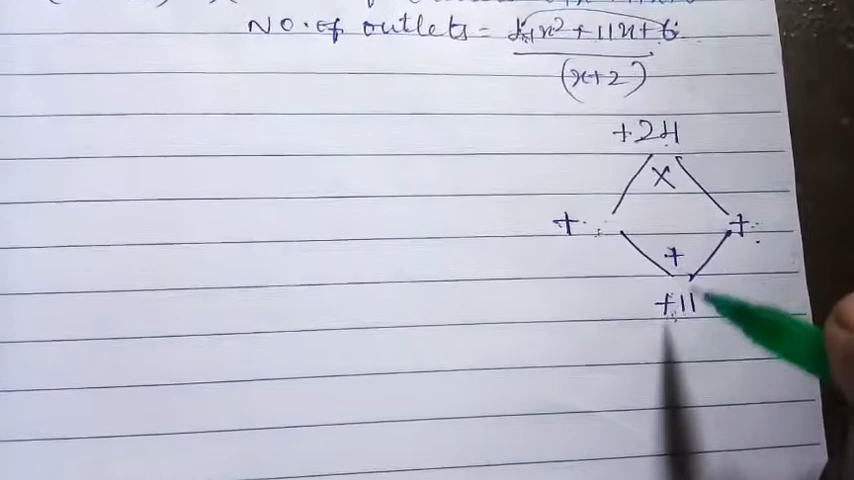 No. of outlets = 4x² + 11x + 6
(x+2)
+24
×
+ +
+
+11